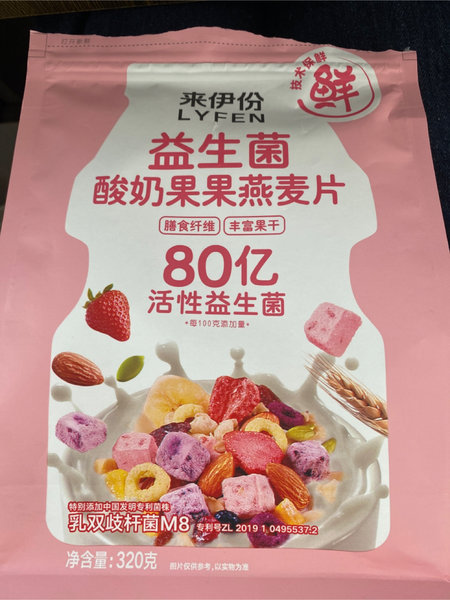 技术保鲜
鲜
来伊份
LYFEN
益生菌
酸奶果果燕麦片
膳食纤维 丰富果干
80亿
活性益生菌
•每100克添加量•
特别添加中国发明专利菌株
乳双歧杆菌M8 专利号ZL 2019 1 0495537.2
净含量:320克
图片仅供参考,以实物为准